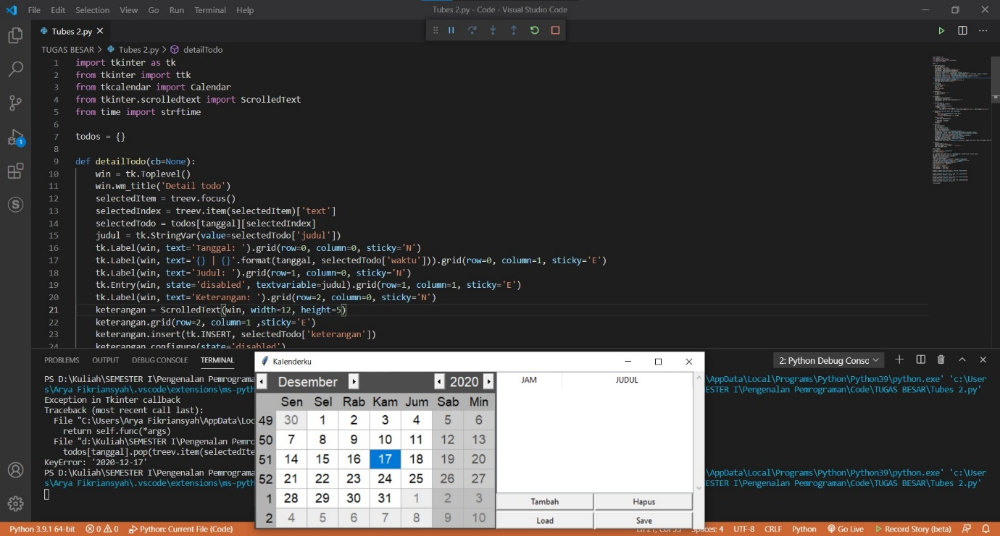 File Edit Selection View Go Run Terminal Help
Tubes 2.py - Code - Visual Studio Code
Tubes 2.py
TUGAS BESAR > Tubes 2.py > detailTodo
1 import tkinter as tk
2 from tkinter import ttk
3 from tkcalendar import Calendar
4 from tkinter.scrolledtext import ScrolledText
5 from time import strftime
6
7 todos = {}
8
9 def detailTodo(cb=None):
10 win = tk.Toplevel()
11 win.wm_title('Detail todo')
12 selectedItem = treev.focus()
13 selectedIndex = treev.item(selectedItem)['text']
14 selectedTodo = todos[tanggal][selectedIndex]
15 judul = tk.StringVar(value=selectedTodo['judul'])
16 tk.Label(win, text='Tanggal: ').grid(row=0, column=0, sticky='N')
17 tk.Label(win, text='{} | {}'.format(tanggal, selectedTodo['waktu'])).grid(row=0, column=1, sticky='E')
18 tk.Label(win, text='Judul: ').grid(row=1, column=0, sticky='N')
19 tk.Entry(win, state='disabled', textvariable=judul).grid(row=1, column=1, sticky='E')
20 tk.Label(win, text='Keterangan: ').grid(row=2, column=0, sticky='N')
21 keterangan = ScrolledText(win, width=12, height=5)
22 keterangan.grid(row=2, column=1 ,sticky='E')
23 keterangan.insert(tk.INSERT, selectedTodo['keterangan'])
24 keterangan.configure(state='disabled')
PROBLEMS OUTPUT DEBUG CONSOLE TERMINAL
2: Python Debug Consc
PS D:\Kuliah\SEMESTER I\Pengenalan Pemrograma \AppData\Local\Programs\Python\Python39\python.exe' 'c:\User
s\Arya Fikriansyah\.vscode\extensions\ms-pyth ESTER I\Pengenalan Pemrograman\Code\TUGAS BESAR\Tubes 2.py'
Exception in Tkinter callback
Traceback (most recent call last):
File "C:\Users\Arya Fikriansyah\AppData\Loc
return self.func(*args)
File "d:\Kuliah\SEMESTER I\Pengenalan Pemro
todos[tanggal].pop(treev.item(selectedIte
KeyError: '2020-12-17'
PS D:\Kuliah\SEMESTER I\Pengenalan Pemrograma \AppData\Local\Programs\Python\Python39\python.exe' 'c:\User
s\Arya Fikriansyah\.vscode\extensions\ms-pyth ESTER I\Pengenalan Pemrograman\Code\TUGAS BESAR\Tubes 2.py'
Kalenderku
Desember 2020
Sen Sel Rab Kam Jum Sab Min
49 30 1 2 3 4 5 6
50 7 8 9 10 11 12 13
51 14 15 16 17 18 19 20
52 21 22 23 24 25 26 27
1 28 29 30 31 1 2 3
2 4 5 6 7 8 9 10
JAM JUDUL
Tambah Hapus
Load Save
Python 3.9.1 64-bit 0 0 Python: Current File (Code) Spaces: 4 UTF-8 CRLF Python Go Live Record Story (beta)